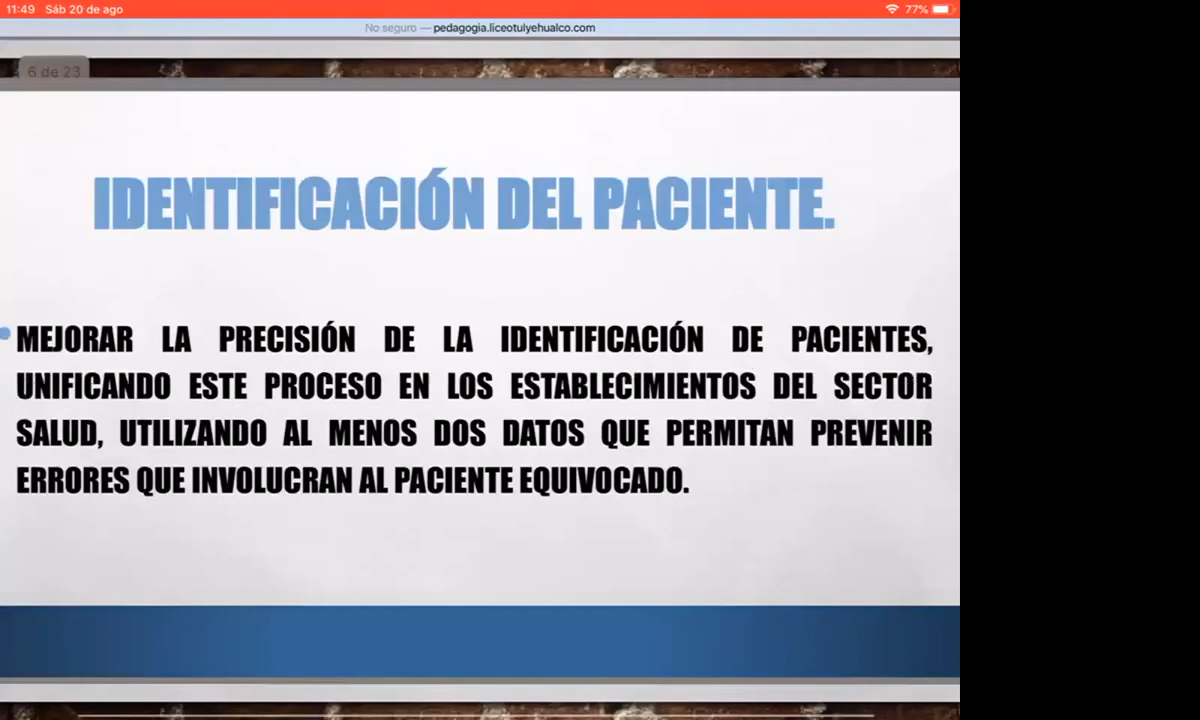 11:49 Sáb 20 de ago 77%
No seguro — pedagogia.liceotulyehualco.com
6 de 23
IDENTIFICACIÓN DEL PACIENTE.
• MEJORAR LA PRECISIÓN DE LA IDENTIFICACIÓN DE PACIENTES,
UNIFICANDO ESTE PROCESO EN LOS ESTABLECIMIENTOS DEL SECTOR
SALUD, UTILIZANDO AL MENOS DOS DATOS QUE PERMITAN PREVENIR
ERRORES QUE INVOLUCRAN AL PACIENTE EQUIVOCADO.